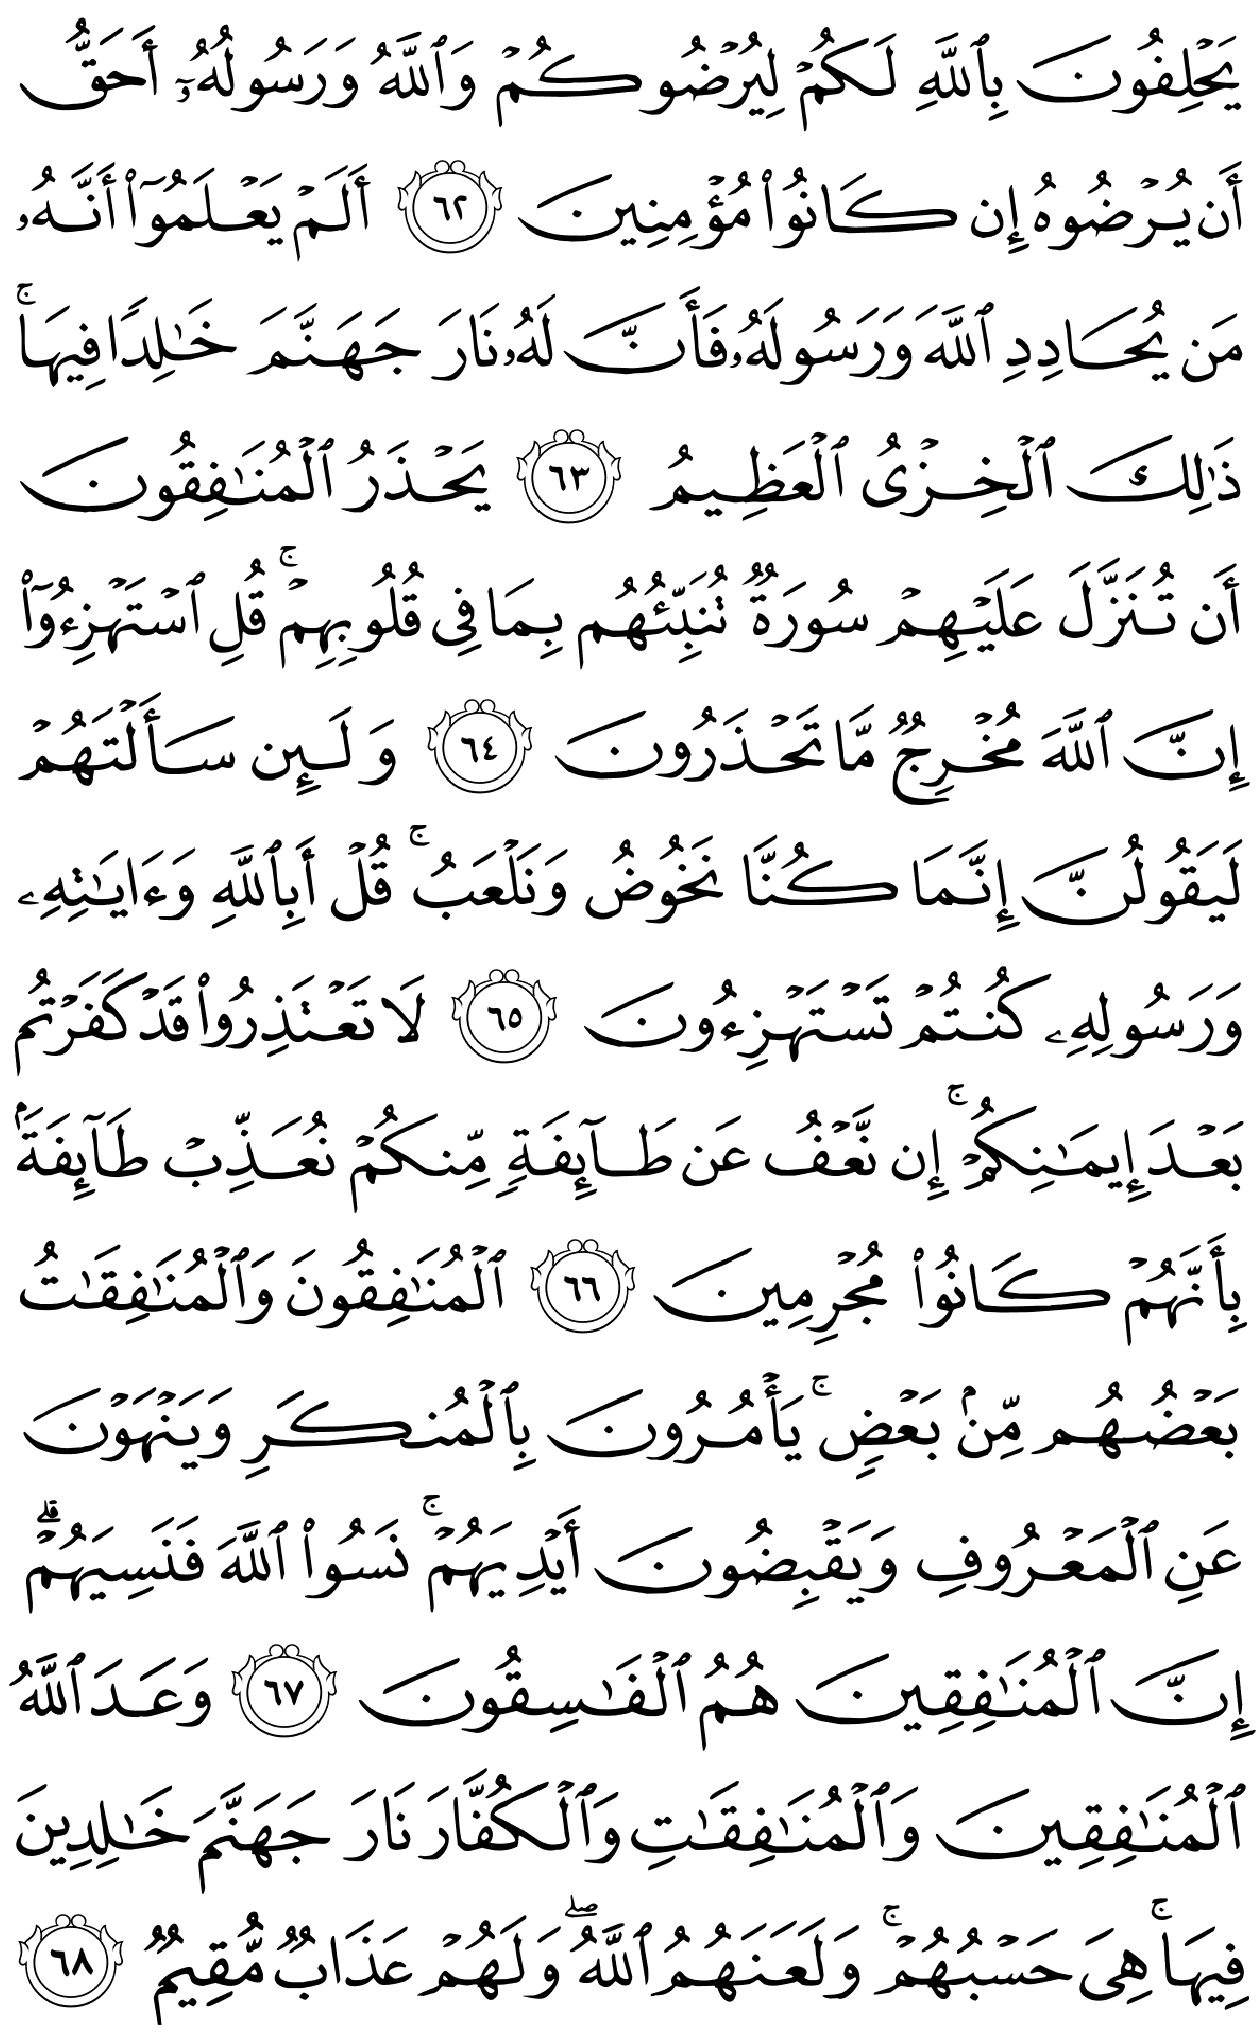 يَحْلِفُونَ بِٱللَّهِ لَكُمْ لِيُرْضُوكُمْ وَٱللَّهُ وَرَسُولُهُۥٓ أَحَقُّ
أَن يُرْضُوهُ إِن كَانُوا۟ مُؤْمِنِينَ ٦٢ أَلَمْ يَعْلَمُوٓا۟ أَنَّهُۥ
مَن يُحَادِدِ ٱللَّهَ وَرَسُولَهُۥ فَأَنَّ لَهُۥ نَارَ جَهَنَّمَ خَـٰلِدًا فِيهَا ۚ
ذَٰلِكَ ٱلْخِزْىُ ٱلْعَظِيمُ ٦٣ يَحْذَرُ ٱلْمُنَـٰفِقُونَ
أَن تُنَزَّلَ عَلَيْهِمْ سُورَةٌ تُنَبِّئُهُم بِمَا فِى قُلُوبِهِمْ ۚ قُلِ ٱسْتَهْزِءُوٓا۟
إِنَّ ٱللَّهَ مُخْرِجٌ مَّا تَحْذَرُونَ ٦٤ وَلَئِن سَأَلْتَهُمْ
لَيَقُولُنَّ إِنَّمَا كُنَّا نَخُوضُ وَنَلْعَبُ ۚ قُلْ أَبِٱللَّهِ وَءَايَـٰتِهِۦ
وَرَسُولِهِۦ كُنتُمْ تَسْتَهْزِءُونَ ٦٥ لَا تَعْتَذِرُوا۟ قَدْ كَفَرْتُم
بَعْدَ إِيمَـٰنِكُمْ ۚ إِن نَّعْفُ عَن طَآئِفَةٍ مِّنكُمْ نُعَذِّبْ طَآئِفَةًۢ
بِأَنَّهُمْ كَانُوا۟ مُجْرِمِينَ ٦٦ ٱلْمُنَـٰفِقُونَ وَٱلْمُنَـٰفِقَـٰتُ
بَعْضُهُم مِّنۢ بَعْضٍ ۚ يَأْمُرُونَ بِٱلْمُنكَرِ وَيَنْهَوْنَ
عَنِ ٱلْمَعْرُوفِ وَيَقْبِضُونَ أَيْدِيَهُمْ ۚ نَسُوا۟ ٱللَّهَ فَنَسِيَهُمْ ۗ
إِنَّ ٱلْمُنَـٰفِقِينَ هُمُ ٱلْفَـٰسِقُونَ ٦٧ وَعَدَ ٱللَّهُ
ٱلْمُنَـٰفِقِينَ وَٱلْمُنَـٰفِقَـٰتِ وَٱلْكُفَّارَ نَارَ جَهَنَّمَ خَـٰلِدِينَ
فِيهَا ۚ هِىَ حَسْبُهُمْ ۚ وَلَعَنَهُمُ ٱللَّهُ ۖ وَلَهُمْ عَذَابٌ مُّقِيمٌ ٦٨